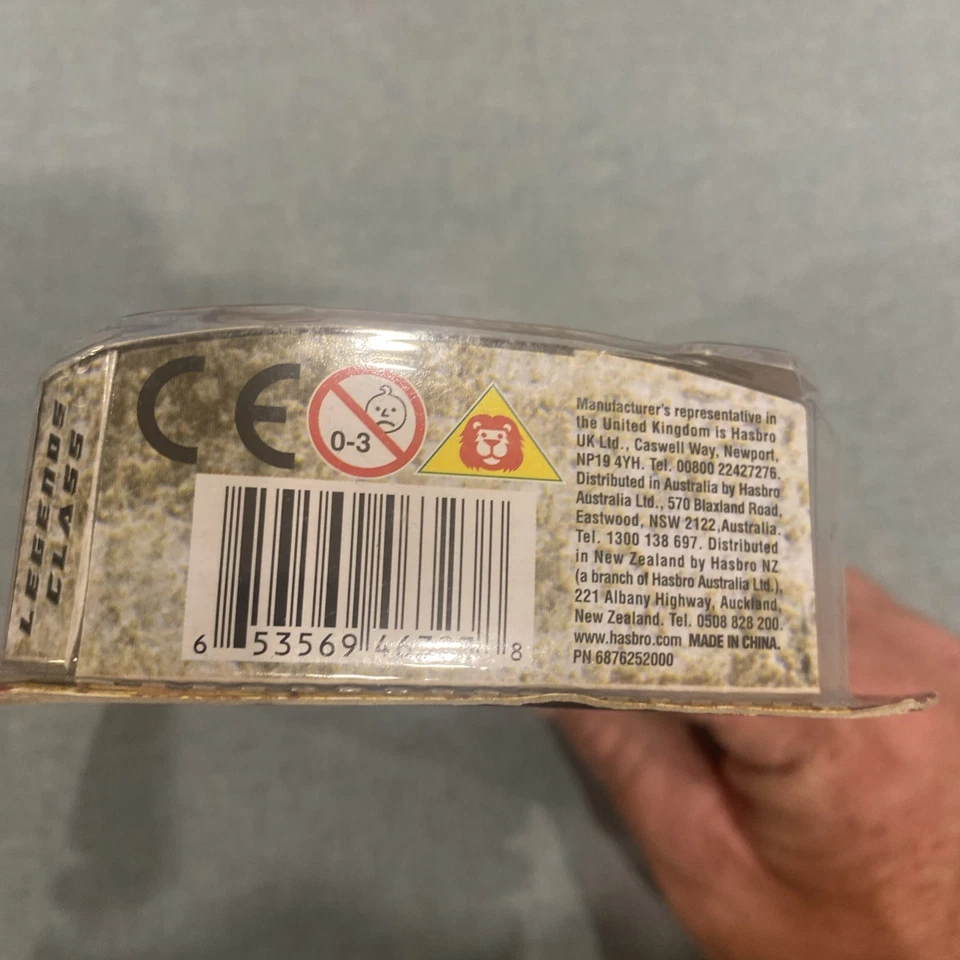 LEGENDS
CLASS
CE
0-3
Manufacturer's representative in
the United Kingdom is Hasbro
UK Ltd., Caswell Way, Newport,
NP19 4YH. Tel. 00800 22427276.
Distributed in Australia by Hasbro
Australia Ltd., 570 Blaxland Road,
Eastwood, NSW 2122,Australia.
Tel. 1300 138 697. Distributed
in New Zealand by Hasbro NZ
(a branch of Hasbro Australia Ltd.),
221 Albany Highway, Auckland,
New Zealand. Tel. 0508 828 200.
www.hasbro.com MADE IN CHINA.
PN 6876252000
6 53569 8